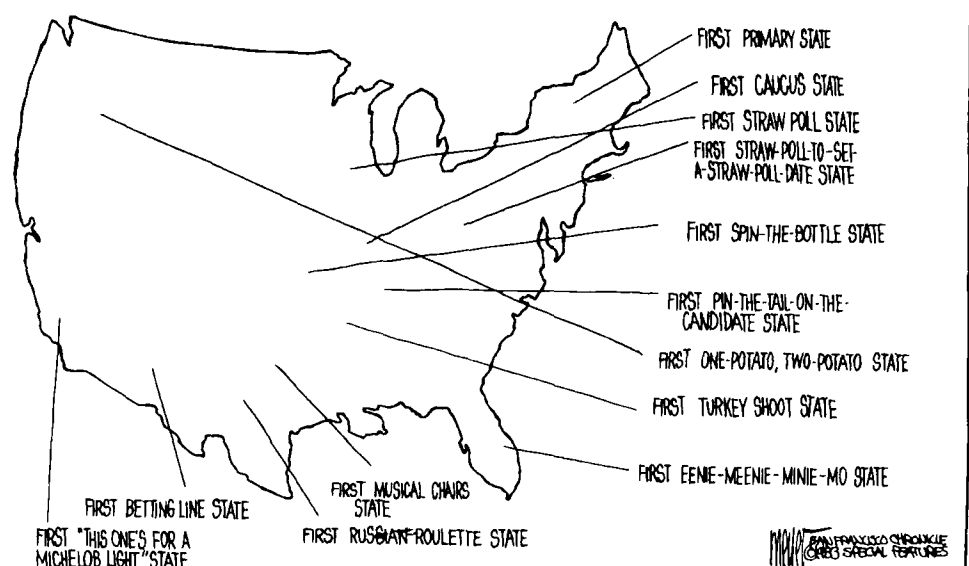 FIRST PRIMARY STATE
FIRST CAUCUS STATE
FIRST STRAW POLL STATE
FIRST STRAW-POLL-TO-SET-
A-STRAW-POLL-DATE STATE
FIRST SPIN-THE-BOTTLE STATE
FIRST PIN-THE-TAIL-ON-THE-
CANDIDATE STATE
FIRST ONE-POTATO, TWO-POTATO STATE
FIRST TURKEY SHOOT STATE
FIRST EENIE-MEENIE-MINIE-MO STATE
FIRST MUSICAL CHAIRS
STATE
FIRST RUSSIAN-ROULETTE STATE
FIRST BETTING LINE STATE
FIRST "THIS ONE'S FOR A
MICHELOB LIGHT" STATE
meyer
SAN FRANCISCO CHRONICLE
SPECIAL FEATURES